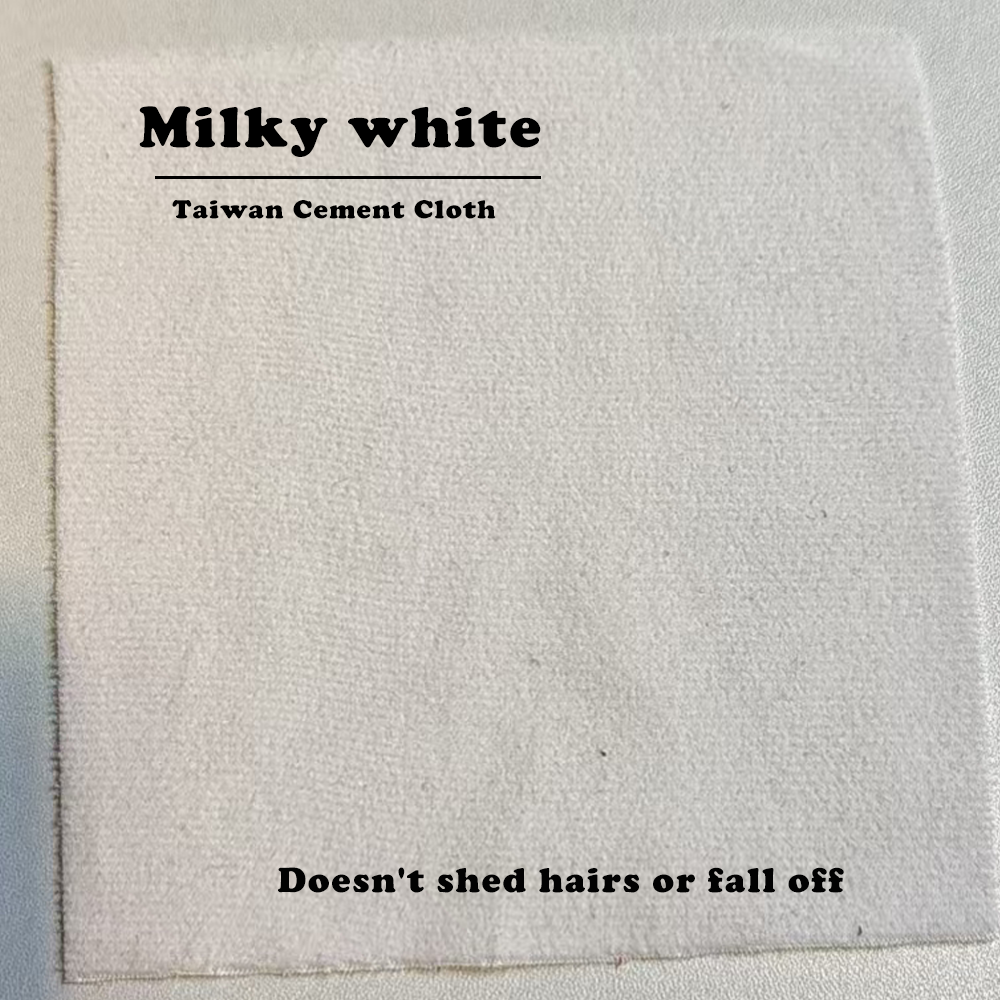 Milky white
Taiwan Cement Cloth
Doesn't shed hairs or fall off